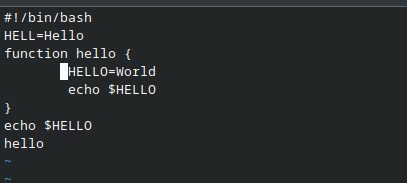 #!/bin/bash
HELL=Hello
function hello {
        HELLO=World
        echo $HELLO
}
echo $HELLO
hello
~
~